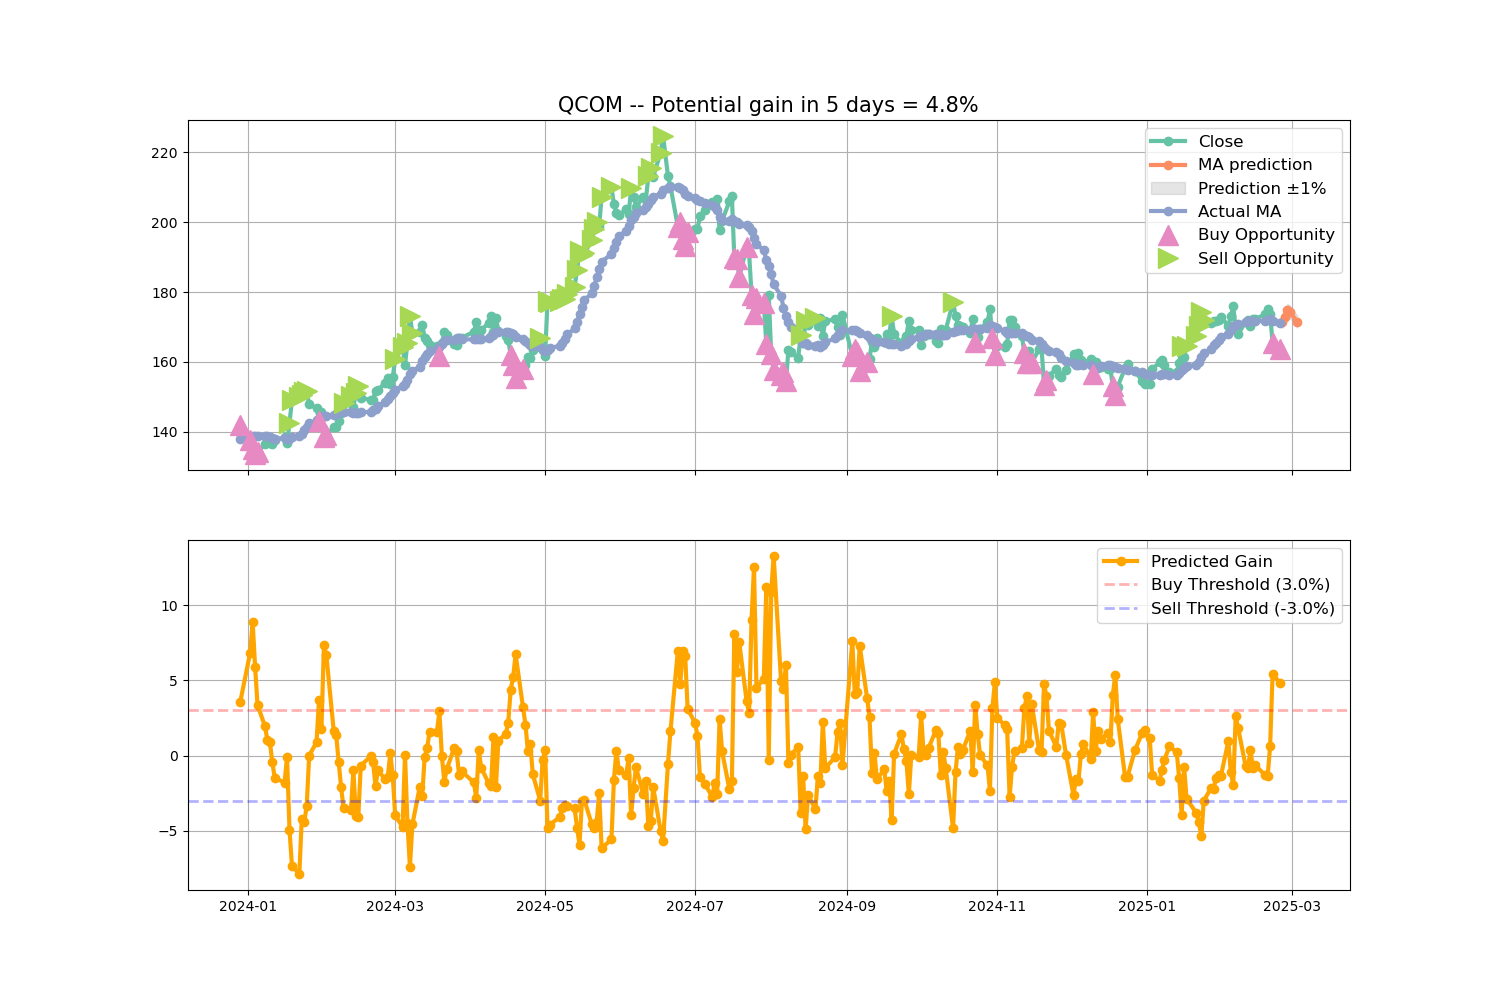 QCOM -- Potential gain in 5 days = 4.8%
220
200
180
160
140
Close
MA prediction
Prediction ±1%
Actual MA
Buy Opportunity
Sell Opportunity
10
5
0
−5
Predicted Gain
Buy Threshold (3.0%)
Sell Threshold (-3.0%)
2024-01 2024-03 2024-05 2024-07 2024-09 2024-11 2025-01 2025-03